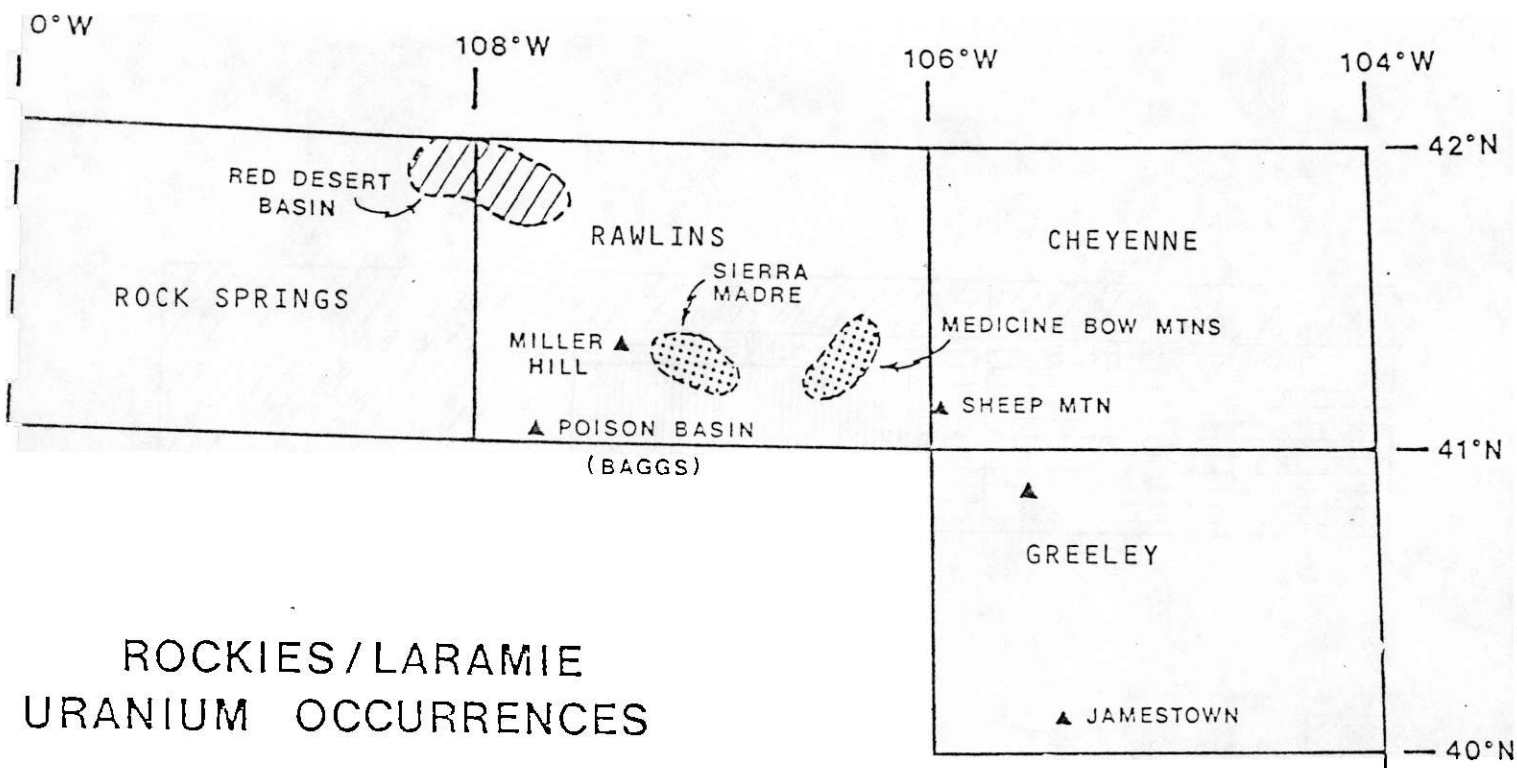 0°W
108°W
106°W
104°W
42°N
RED DESERT
BASIN
RAWLINS
CHEYENNE
ROCK SPRINGS
SIERRA
MADRE
MILLER
HILL
MEDICINE BOW MTNS
SHEEP MTN
POISON BASIN
(BAGGS)
41°N
GREELEY
JAMESTOWN
40°N
ROCKIES/LARAMIE
URANIUM OCCURRENCES